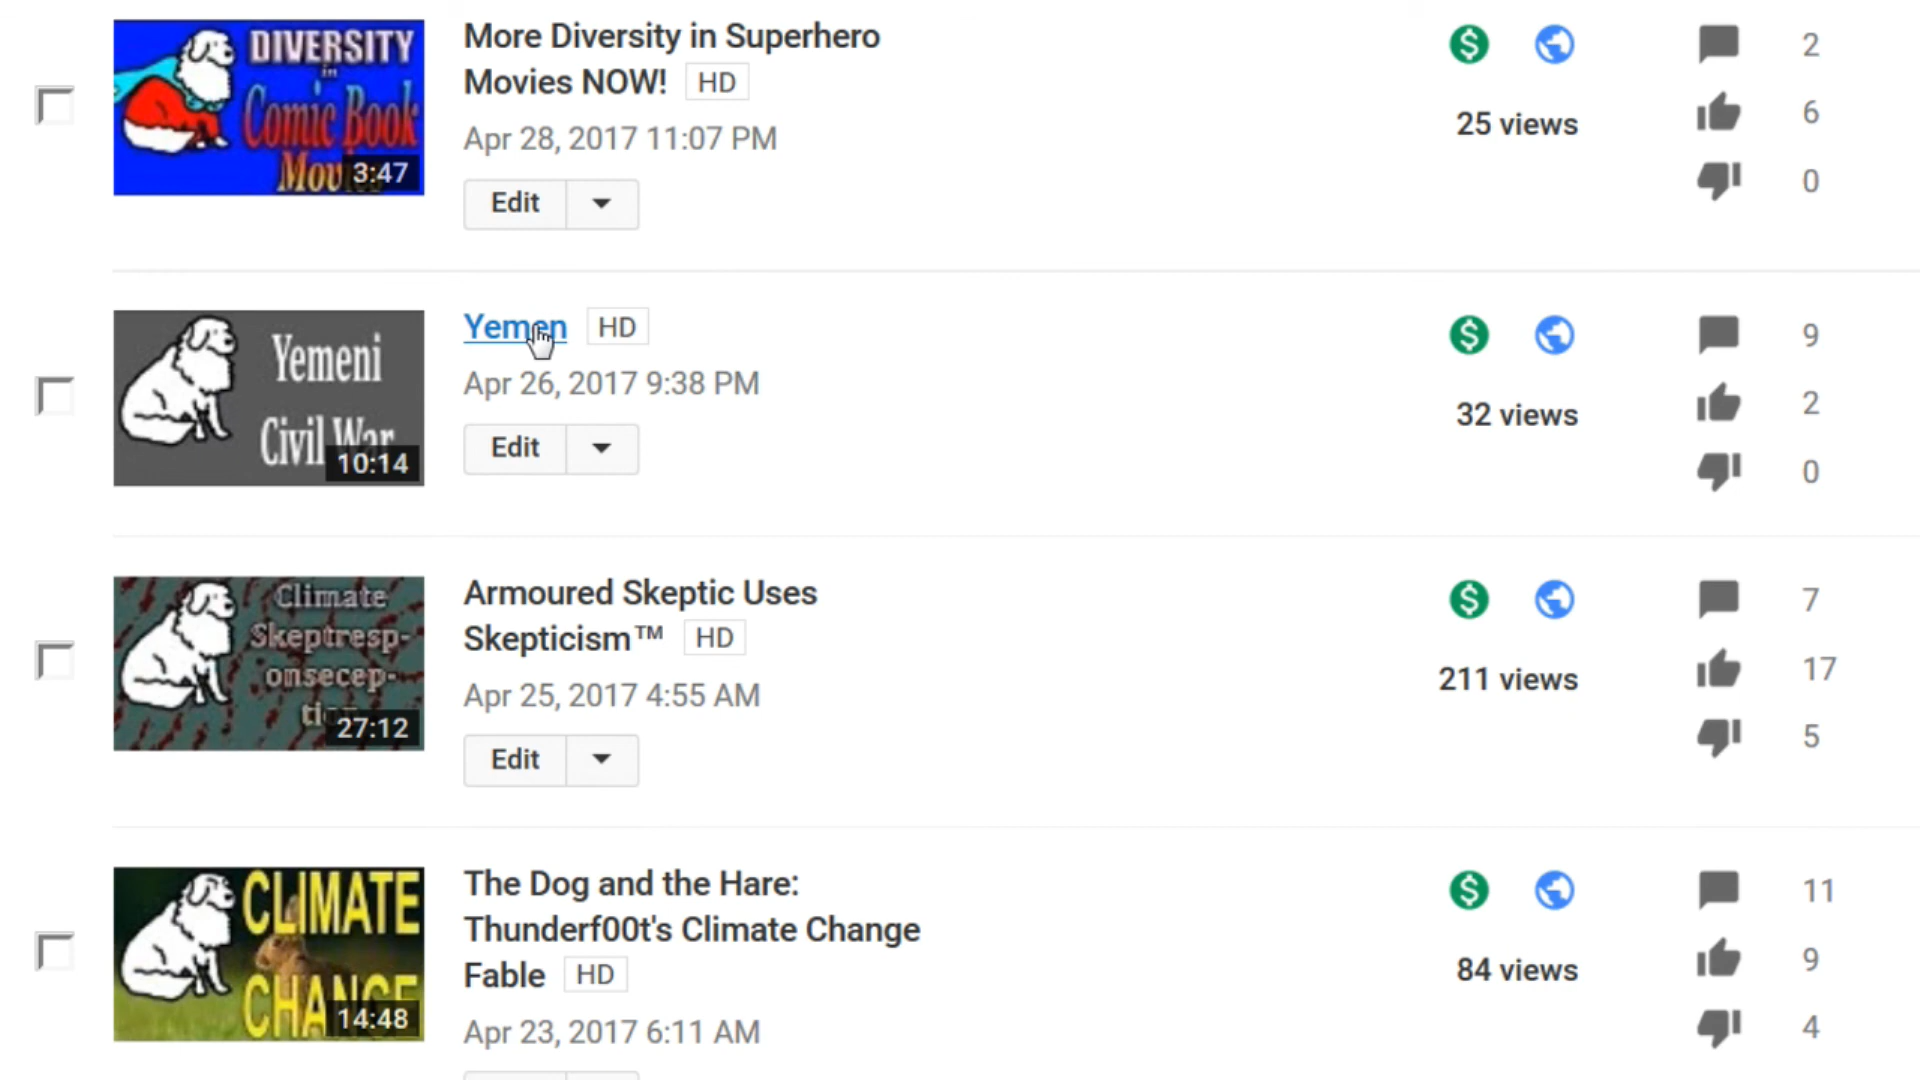 DIVERSITY
in
Comic Book
3:47
More Diversity in Superhero
Movies NOW! HD
Apr 28, 2017 11:07 PM
Edit
25 views
2
6
0
Yemeni
Civil War
10:14
Yemen HD
Apr 26, 2017 9:38 PM
Edit
32 views
9
2
0
Climate
Skeptresp-
onsecep-
27:12
Armoured Skeptic Uses
Skepticism™ HD
Apr 25, 2017 4:55 AM
Edit
211 views
7
17
5
CLIMATE
CHANGE
14:48
The Dog and the Hare:
Thunderf00t's Climate Change
Fable HD
Apr 23, 2017 6:11 AM
84 views
11
9
4